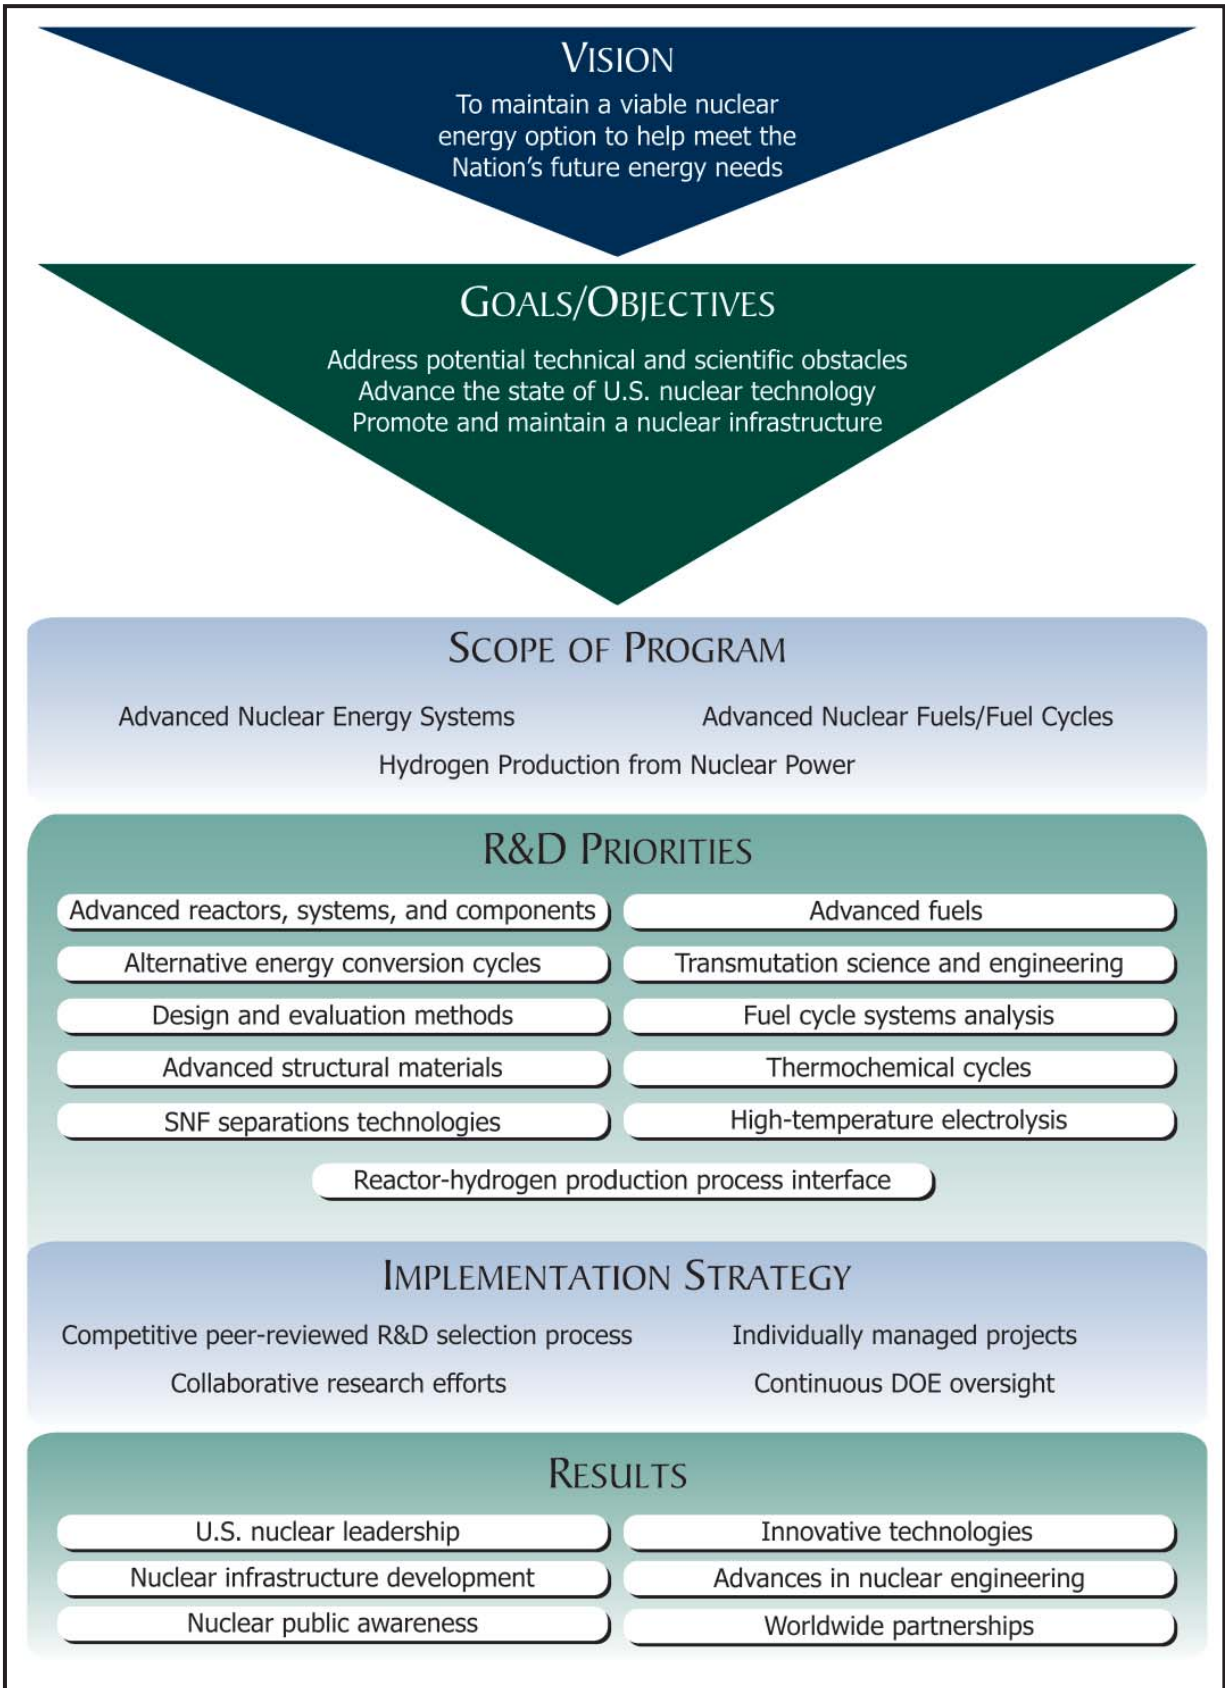 VISION
To maintain a viable nuclear
energy option to help meet the
Nation's future energy needs
GOALS/OBJECTIVES
Address potential technical and scientific obstacles
Advance the state of U.S. nuclear technology
Promote and maintain a nuclear infrastructure
SCOPE OF PROGRAM
Advanced Nuclear Energy Systems
Advanced Nuclear Fuels/Fuel Cycles
Hydrogen Production from Nuclear Power
R&D PRIORITIES
Advanced reactors, systems, and components
Advanced fuels
Alternative energy conversion cycles
Transmutation science and engineering
Design and evaluation methods
Fuel cycle systems analysis
Advanced structural materials
Thermochemical cycles
SNF separations technologies
High-temperature electrolysis
Reactor-hydrogen production process interface
IMPLEMENTATION STRATEGY
Competitive peer-reviewed R&D selection process
Individually managed projects
Collaborative research efforts
Continuous DOE oversight
RESULTS
U.S. nuclear leadership
Innovative technologies
Nuclear infrastructure development
Advances in nuclear engineering
Nuclear public awareness
Worldwide partnerships